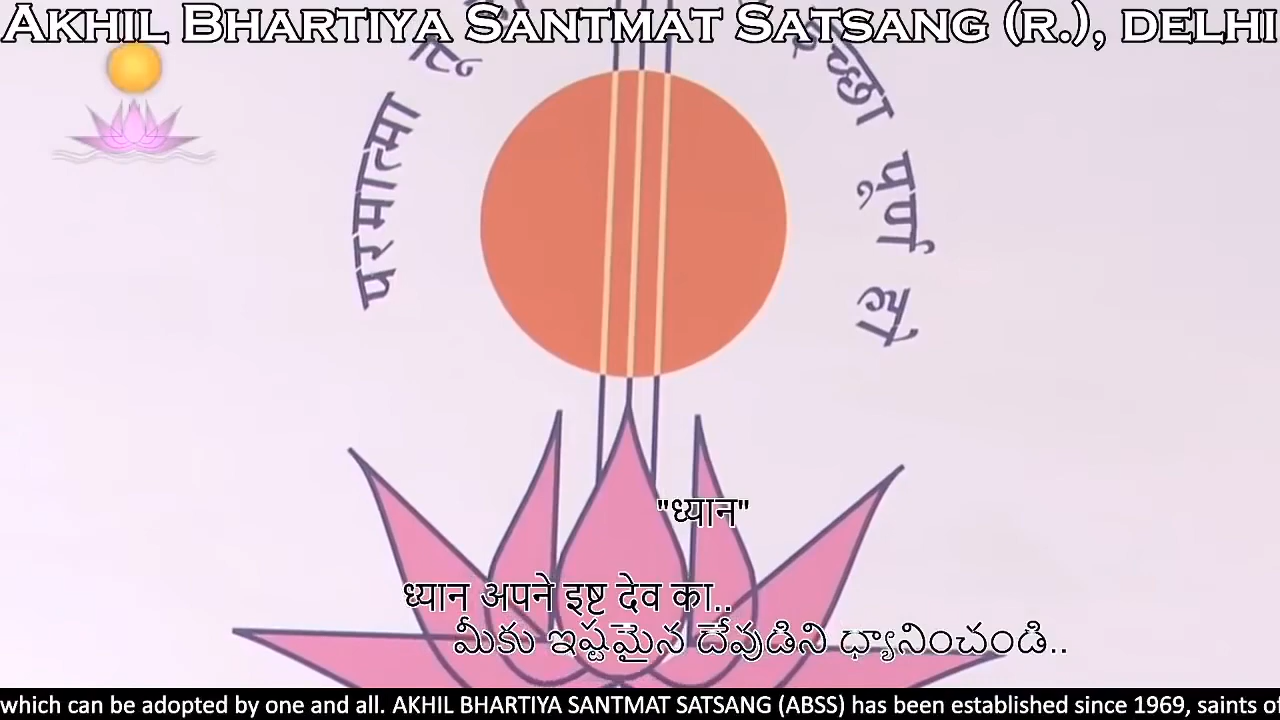 AKHIL BHARTIYA SANTMAT SATSANG (R.), DELHI
परमात्मा
इच्छा पूर्ण हो
"ध्यान"
ध्यान अपने इष्ट देव का..
మీకు ఇష్టమైన దేవుడిని ధ్యానించండి..
which can be adopted by one and all. AKHIL BHARTIYA SANTMAT SATSANG (ABSS) has been established since 1969, saints of